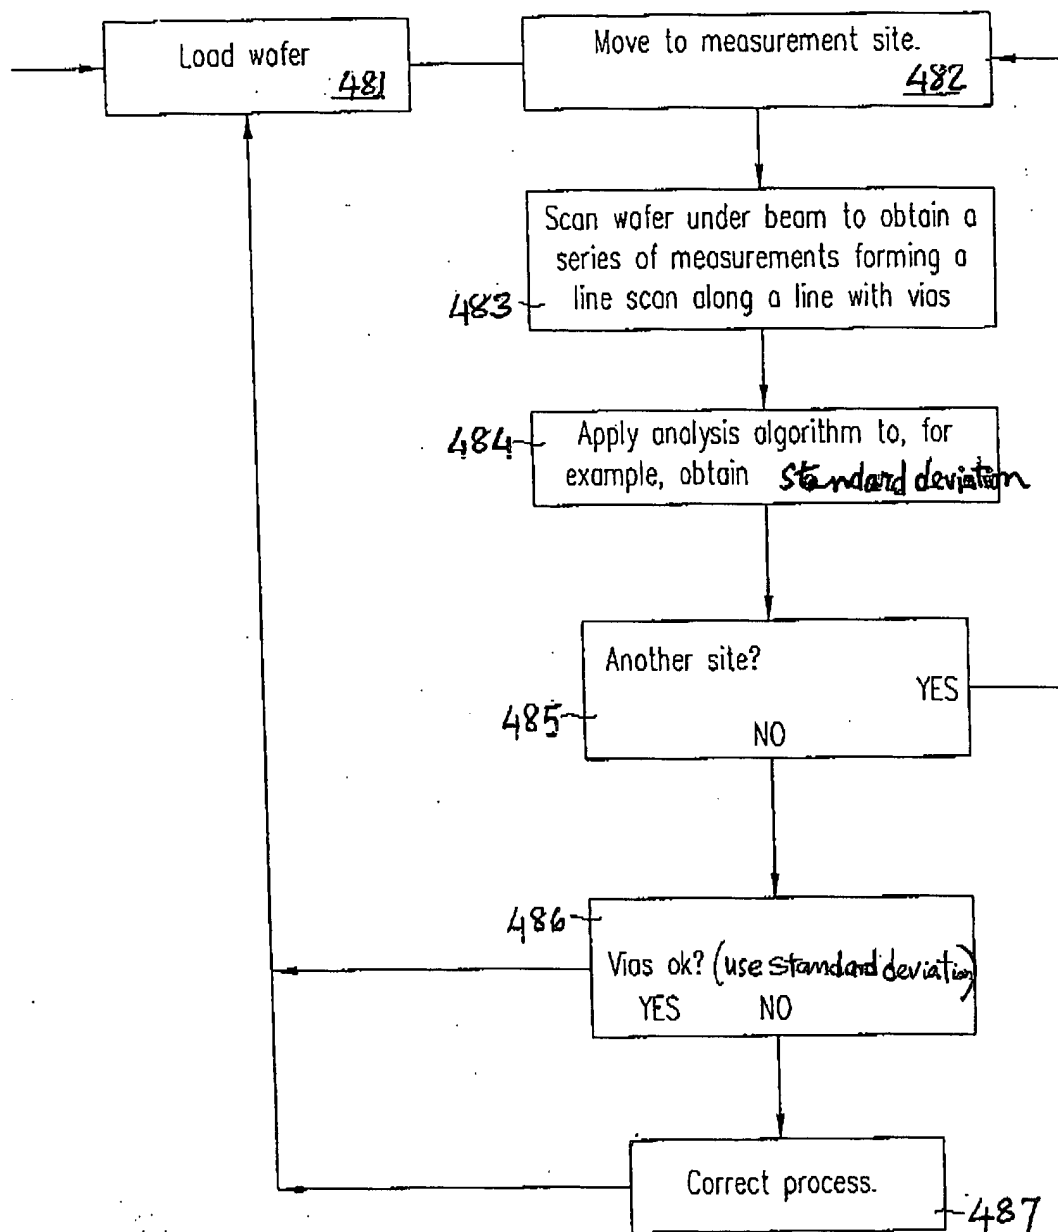 Load wafer
481
Move to measurement site.
482
Scan wafer under beam to obtain a
series of measurements forming a
line scan along a line with vias
483
484
Apply analysis algorithm to, for
example, obtain standard deviation
Another site?
YES
485
NO
486
Vias ok? (use standard deviation)
YES NO
Correct process.
487